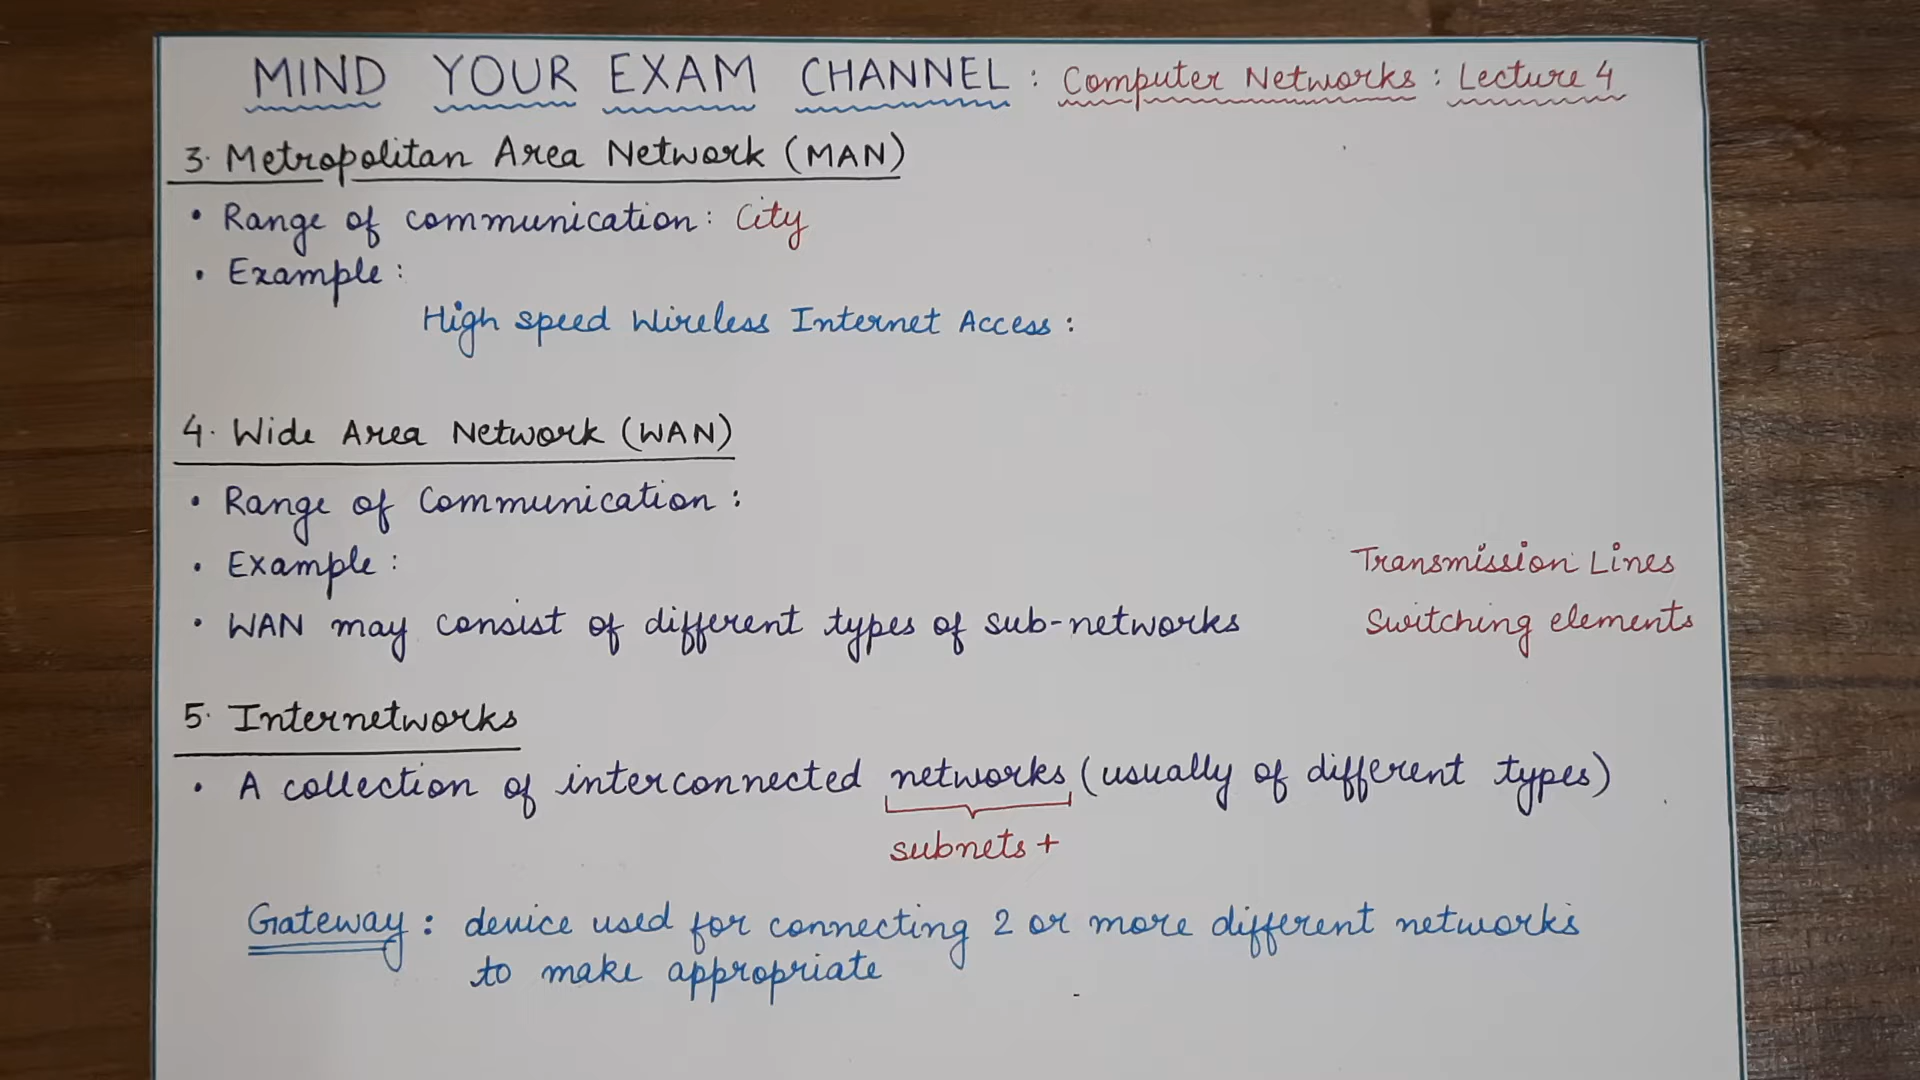 MIND YOUR EXAM CHANNEL : Computer Networks : Lecture 4
3. Metropolitan Area Network (MAN)
• Range of communication: City
• Example :
High speed Wireless Internet Access :
4. Wide Area Network (WAN)
• Range of Communication :
• Example :
Transmission Lines
• WAN may consist of different types of sub-networks
Switching elements
5. Internetworks
• A collection of interconnected networks (usually of different types)
subnets +
Gateway : device used for connecting 2 or more different networks
to make appropriate